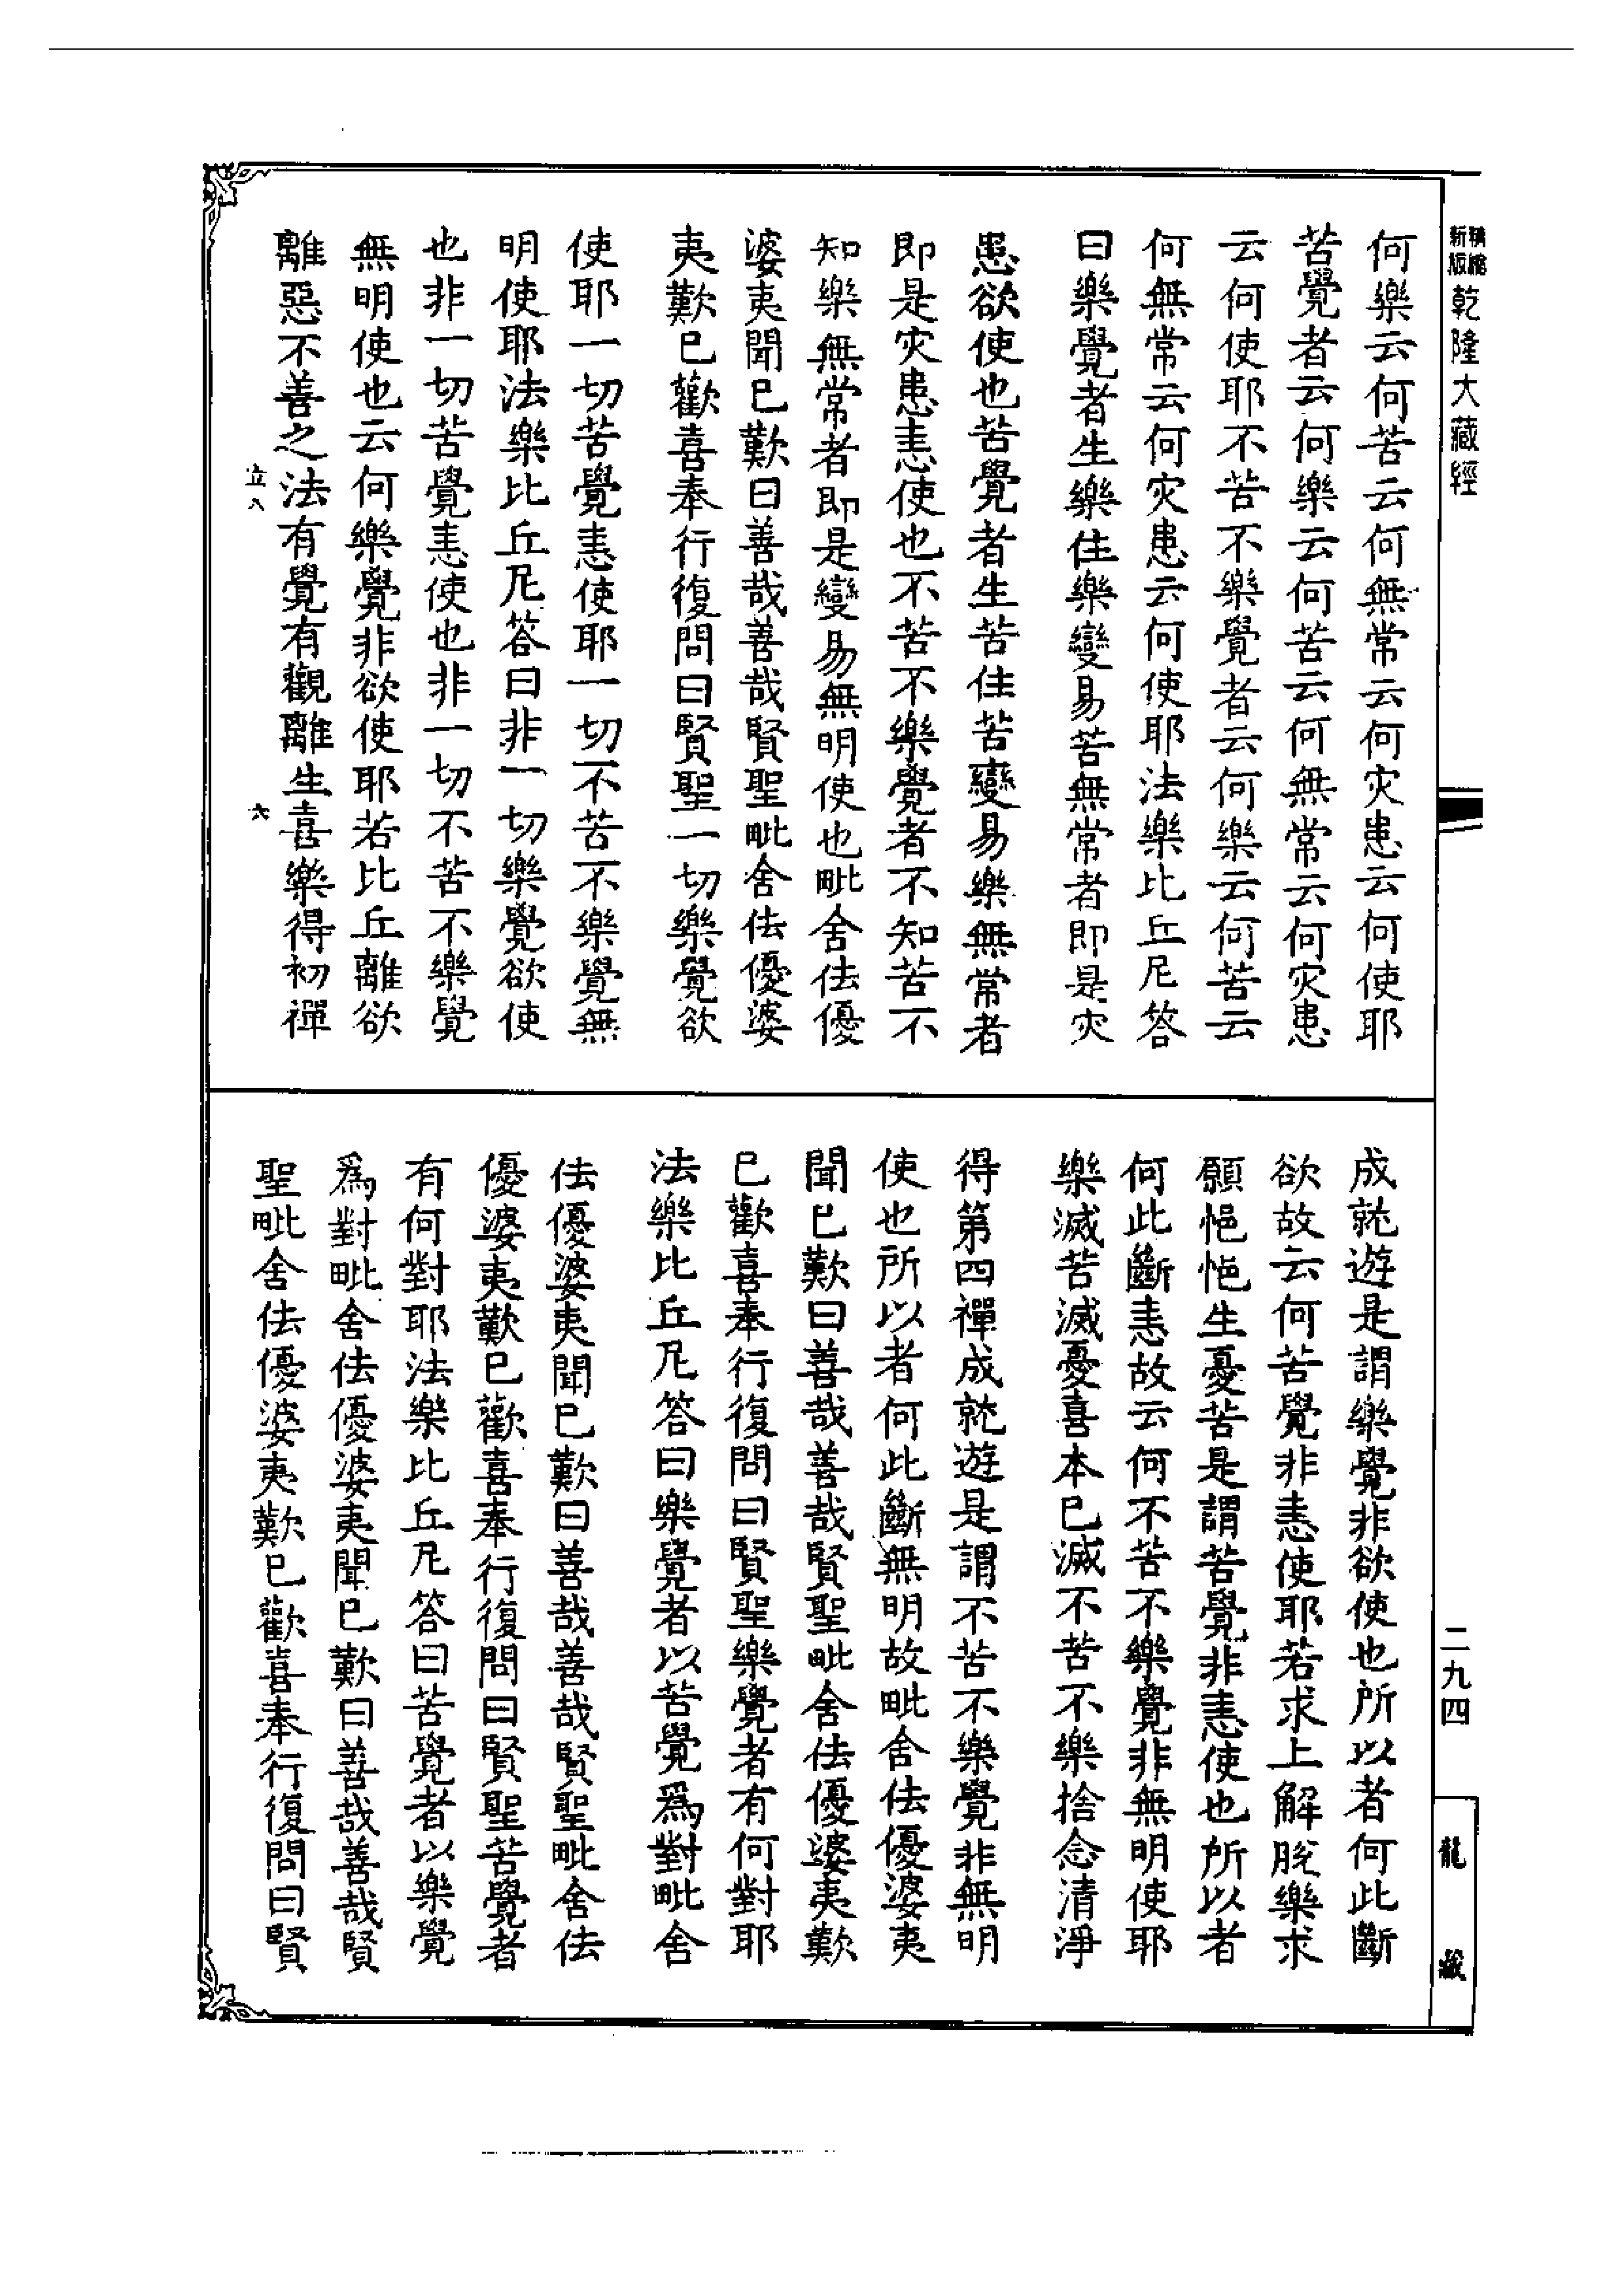 精縮
新版
乾隆大藏經
何樂云何苦云何無常云何灾患云何使耶
苦覺者云何樂云何苦云何無常云何灾患
云何使耶不苦不樂覺者云何樂云何苦云
何無常云何灾患云何使耶法樂比丘尼答
曰樂覺者生樂住樂變易苦無常者即是灾
患欲使也苦覺者生苦住苦變易樂無常者
即是灾患恚使也不苦不樂覺者不知苦不
知樂無常者即是變易無明使也毗舍佉優
婆夷聞已歎曰善哉善哉賢聖毗舍佉優婆
夷歎已歡喜奉行復問曰賢聖一切樂覺欲
使耶一切苦覺恚使耶一切不苦不樂覺無
明使耶法樂比丘尼答曰非一切樂覺欲使
也非一切苦覺恚使也非一切不苦不樂覺
無明使也云何樂覺非欲使耶若比丘離欲
離惡不善之法有覺有觀離生喜樂得初禪
立八
六
成就遊是謂樂覺非欲使也所以者何此斷
欲故云何苦覺非恚使耶若求上解脫樂求
願悒悒生憂苦是謂苦覺非恚使也所以者
何此斷恚故云何不苦不樂覺非無明使耶
樂滅苦滅憂喜本已滅不苦不樂捨念清淨
得第四禪成就遊是謂不苦不樂覺非無明
使也所以者何此斷無明故毗舍佉優婆夷
聞已歎曰善哉善哉賢聖毗舍佉優婆夷歎
已歡喜奉行復問曰賢聖樂覺者有何對耶
法樂比丘尼答曰樂覺者以苦覺爲對毗舍
佉優婆夷聞已歎曰善哉善哉賢聖毗舍佉
優婆夷歎已歡喜奉行復問曰賢聖苦覺者
有何對耶法樂比丘尼答曰苦覺者以樂覺
爲對毗舍佉優婆夷聞已歎曰善哉善哉賢
聖毗舍佉優婆夷歎已歡喜奉行復問曰賢
二九四
龍藏